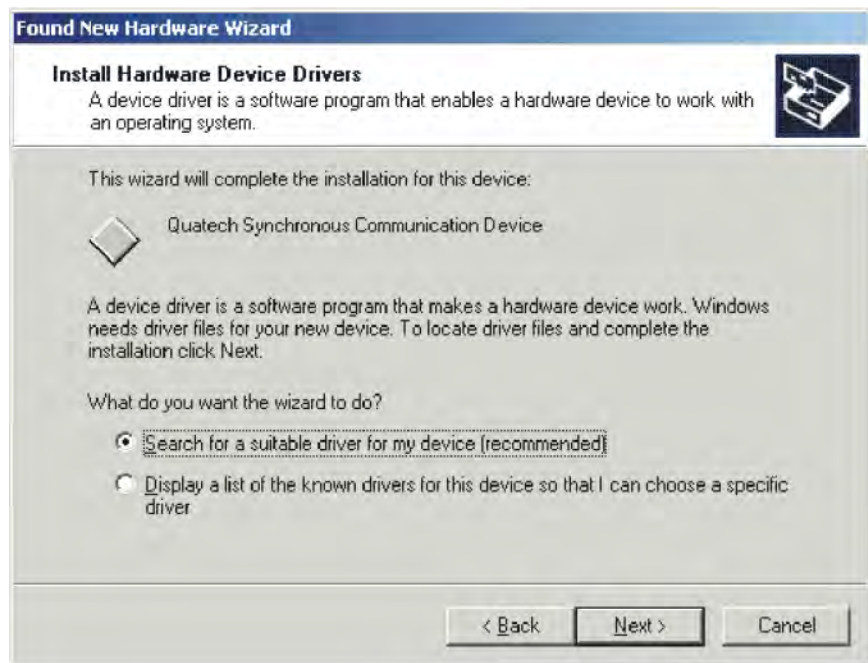 Found New Hardware Wizard
Install Hardware Device Drivers
A device driver is a software program that enables a hardware device to work with
an operating system.
This wizard will complete the installation for this device:
Quatech Synchronous Communication Device
A device driver is a software program that makes a hardware device work. Windows
needs driver files for your new device. To locate driver files and complete the
installation click Next.
What do you want the wizard to do?
Search for a suitable driver for my device (recommended)
Display a list of the known drivers for this device so that I can choose a specific
driver
< Back Next > Cancel